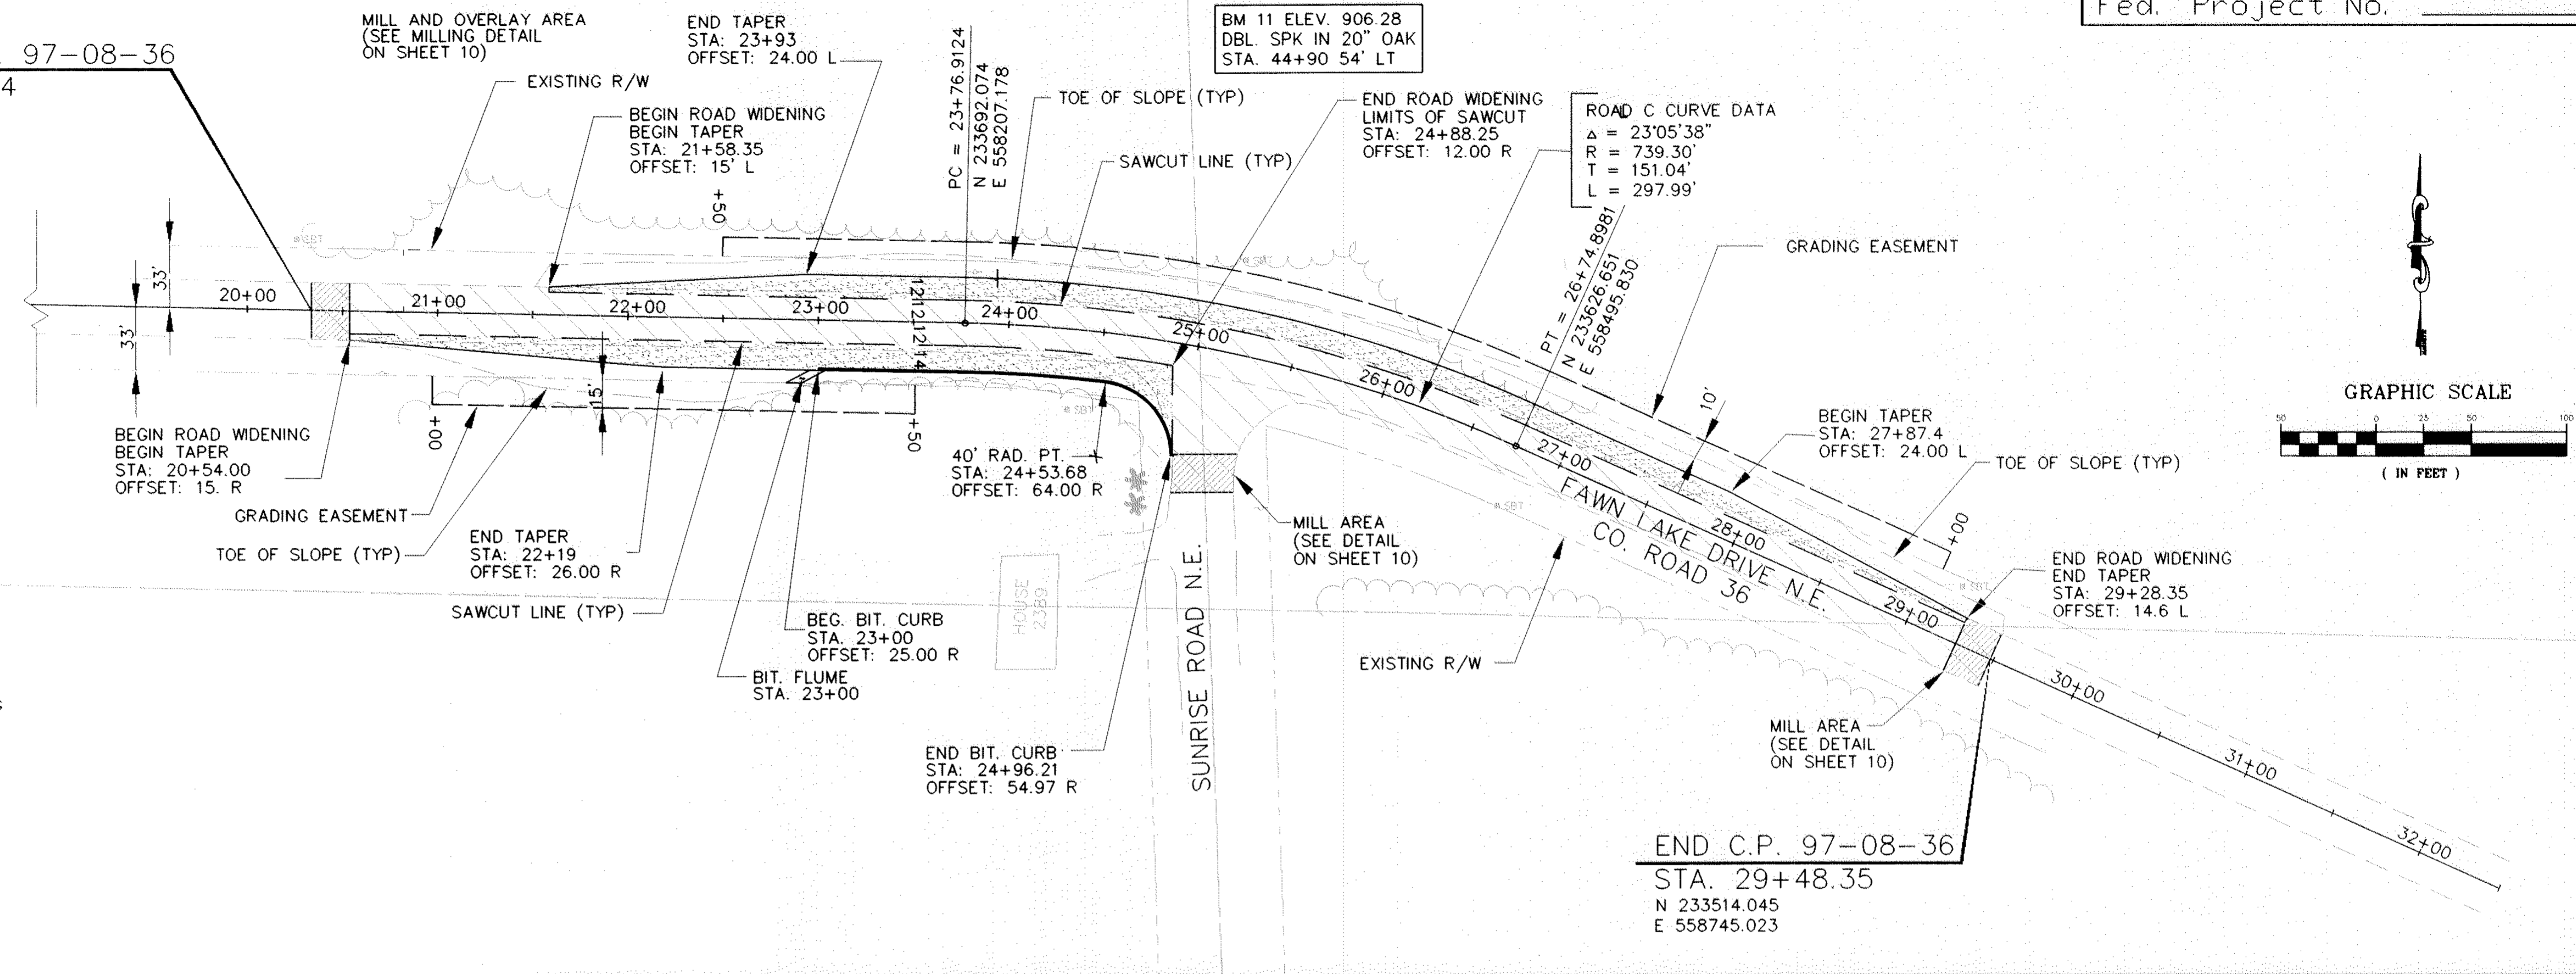 97-08-36
4
MILL AND OVERLAY AREA
(SEE MILLING DETAIL
ON SHEET 10)
EXISTING R/W
END TAPER
STA: 23+93
OFFSET: 24.00 L
BEGIN ROAD WIDENING
BEGIN TAPER
STA: 21+58.35
OFFSET: 15' L
+50
PC = 23+76.9124
N 233692.074
E 558207.178
BM 11 ELEV. 906.28
DBL. SPK IN 20" OAK
STA. 44+90 54' LT
TOE OF SLOPE (TYP)
SAWCUT LINE (TYP)
END ROAD WIDENING
LIMITS OF SAWCUT
STA: 24+88.25
OFFSET: 12.00 R
ROAD C CURVE DATA
Δ = 23°05'38"
R = 739.30'
T = 151.04'
L = 297.99'
PT = 26+74.8981
N 233626.651
E 558495.830
Fed. Project No.
GRADING EASEMENT
SBT
SBT
33'
33'
20+00
21+00
22+00
23+00
24+00
25+00
26+00
27+00
28+00
29+00
30+00
31+00
32+00
12
12
12
12
14
15'
+00
+50
10'
+00
BEGIN ROAD WIDENING
BEGIN TAPER
STA: 20+54.00
OFFSET: 15. R
GRADING EASEMENT
TOE OF SLOPE (TYP)
END TAPER
STA: 22+19
OFFSET: 26.00 R
SAWCUT LINE (TYP)
BEG. BIT. CURB
STA. 23+00
OFFSET: 25.00 R
BIT. FLUME
STA. 23+00
40' RAD. PT.
STA: 24+53.68
OFFSET: 64.00 R
SBT
HOUSE
2389
END BIT. CURB
STA: 24+96.21
OFFSET: 54.97 R
SUNRISE ROAD N.E.
MILL AREA
(SEE DETAIL
ON SHEET 10)
SBT
FAWN LAKE DRIVE N.E.
CO. ROAD 36
EXISTING R/W
BEGIN TAPER
STA: 27+87.4
OFFSET: 24.00 L
TOE OF SLOPE (TYP)
SBT
END ROAD WIDENING
END TAPER
STA: 29+28.35
OFFSET: 14.6 L
MILL AREA
(SEE DETAIL
ON SHEET 10)
END C.P. 97-08-36
STA. 29+48.35
N 233514.045
E 558745.023
GRAPHIC SCALE
50 0 25 50 100
( IN FEET )
s